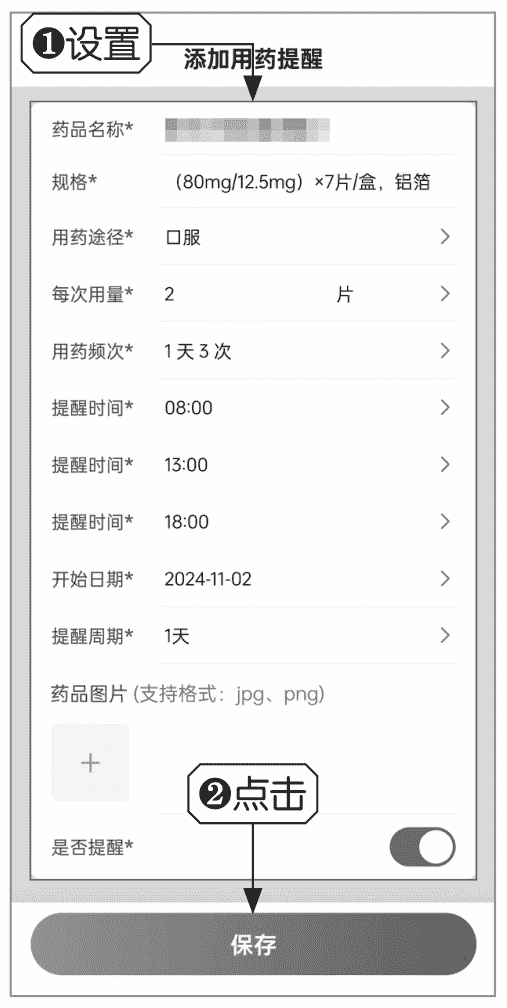 ❶设置
添加用药提醒
药品名称*
规格* （80mg/12.5mg）×7片/盒，铝箔
用药途径* 口服
每次用量* 2 片
用药频次* 1 天 3 次
提醒时间* 08:00
提醒时间* 13:00
提醒时间* 18:00
开始日期* 2024-11-02
提醒周期* 1天
药品图片 (支持格式：jpg、png)
❷点击
是否提醒*
保存